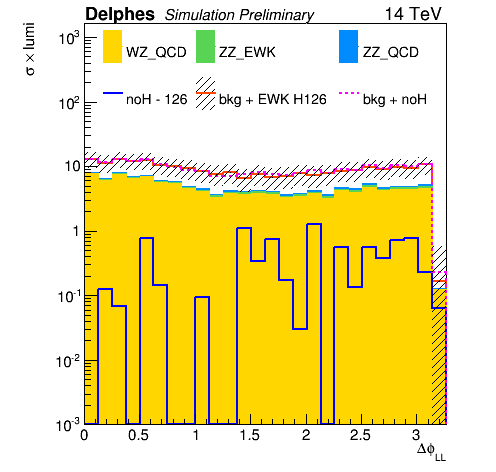 Delphes Simulation Preliminary 14 TeV
σ × lumi
WZ_QCD ZZ_EWK ZZ_QCD
noH - 126 bkg + EWK H126 bkg + noH
10³
10²
10
1
10⁻¹
10⁻²
10⁻³
0 0.5 1 1.5 2 2.5 3
Δϕ_LL